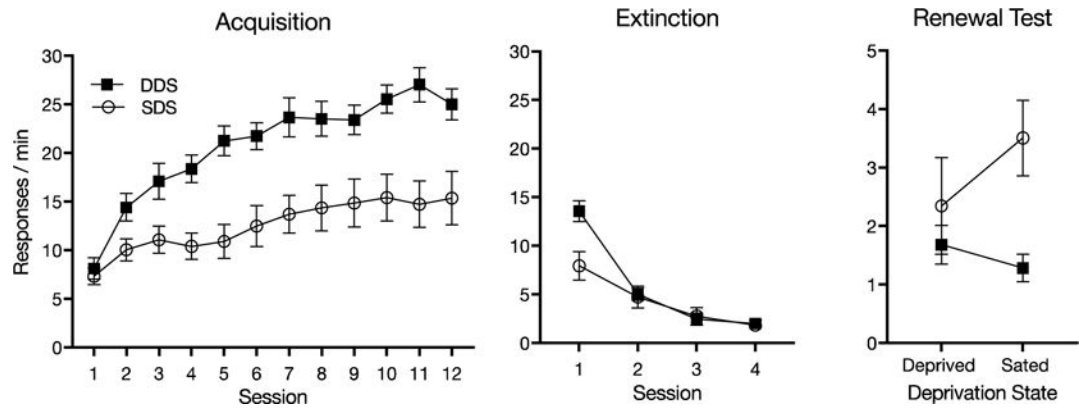 Acquisition
Extinction
Renewal Test
30
25
20
15
10
5
0
Responses / min
DDS
SDS
1 2 3 4 5 6 7 8 9 10 11 12
Session
30
25
20
15
10
5
0
1 2 3 4
Session
5
4
3
2
1
0
Deprived Sated
Deprivation State